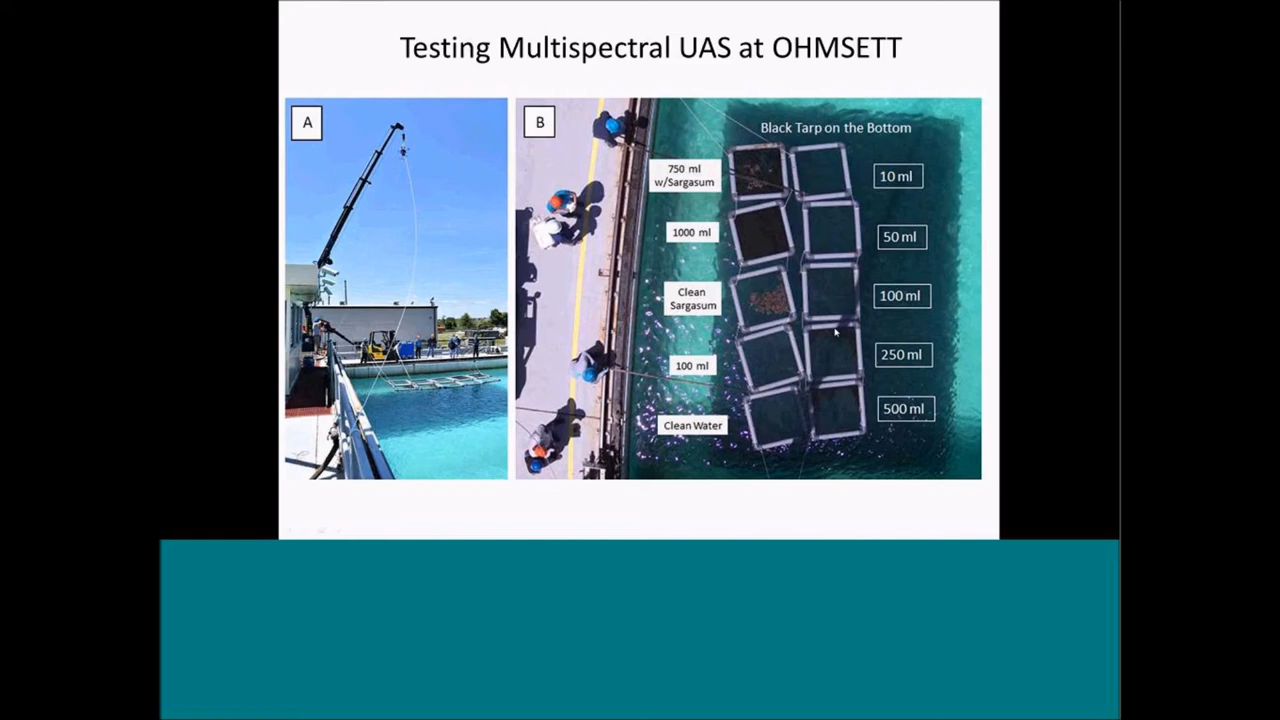 Testing Multispectral UAS at OHMSETT
A
B
Black Tarp on the Bottom
750 ml
w/Sargasum
10 ml
1000 ml
50 ml
Clean
Sargasum
100 ml
100 ml
250 ml
Clean Water
500 ml